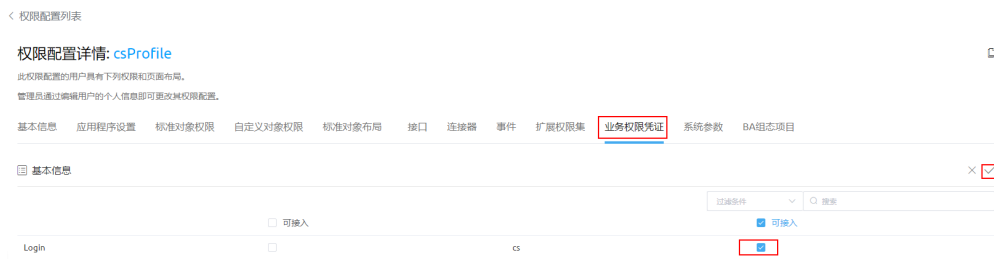 < 权限配置列表
权限配置详情: csProfile
此权限配置的用户具有下列权限和页面布局。
管理员通过编辑用户的个人信息即可更改其权限配置。
基本信息 应用程序设置 标准对象权限 自定义对象权限 标准对象布局 接口 连接器 事件 扩展权限集 业务权限凭证 系统参数 BA组态项目
基本信息
过滤条件 搜索
可接入 可接入
Login cs